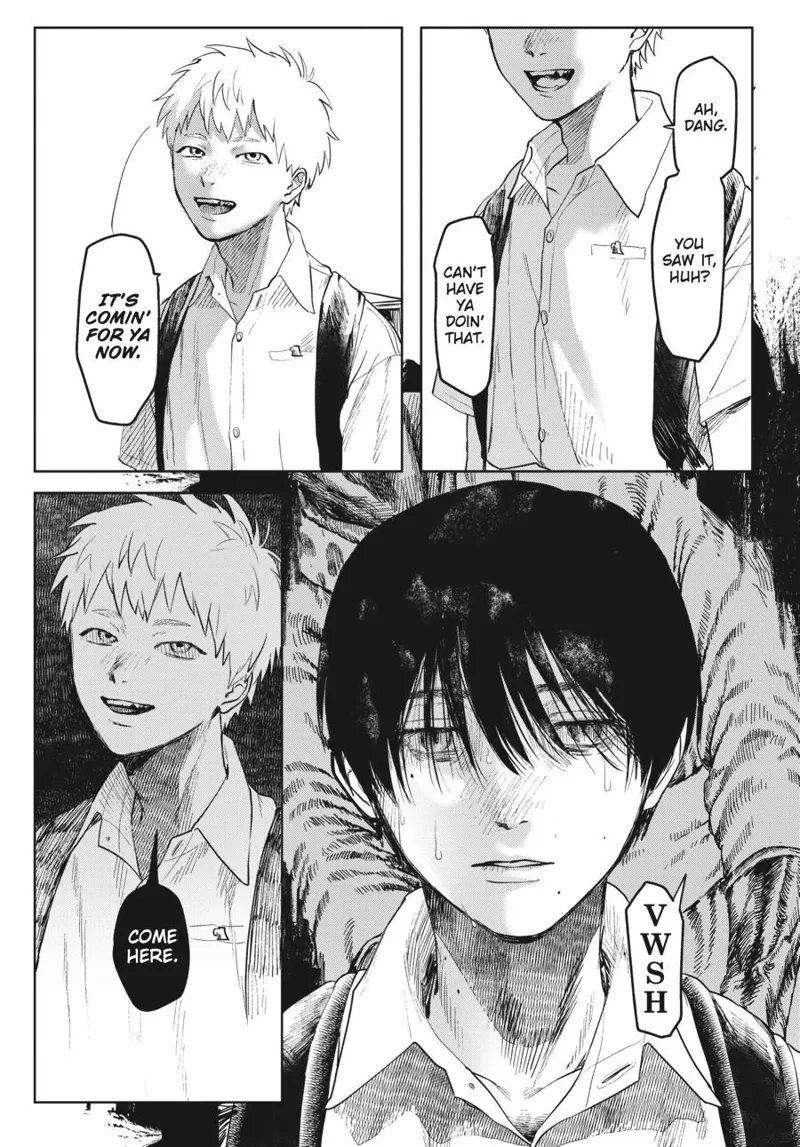 AH,
DANG.
YOU
SAW IT,
HUH?
CAN'T
HAVE
YA
DOIN'
THAT.
IT'S
COMIN'
FOR YA
NOW.
VWSH
COME
HERE.